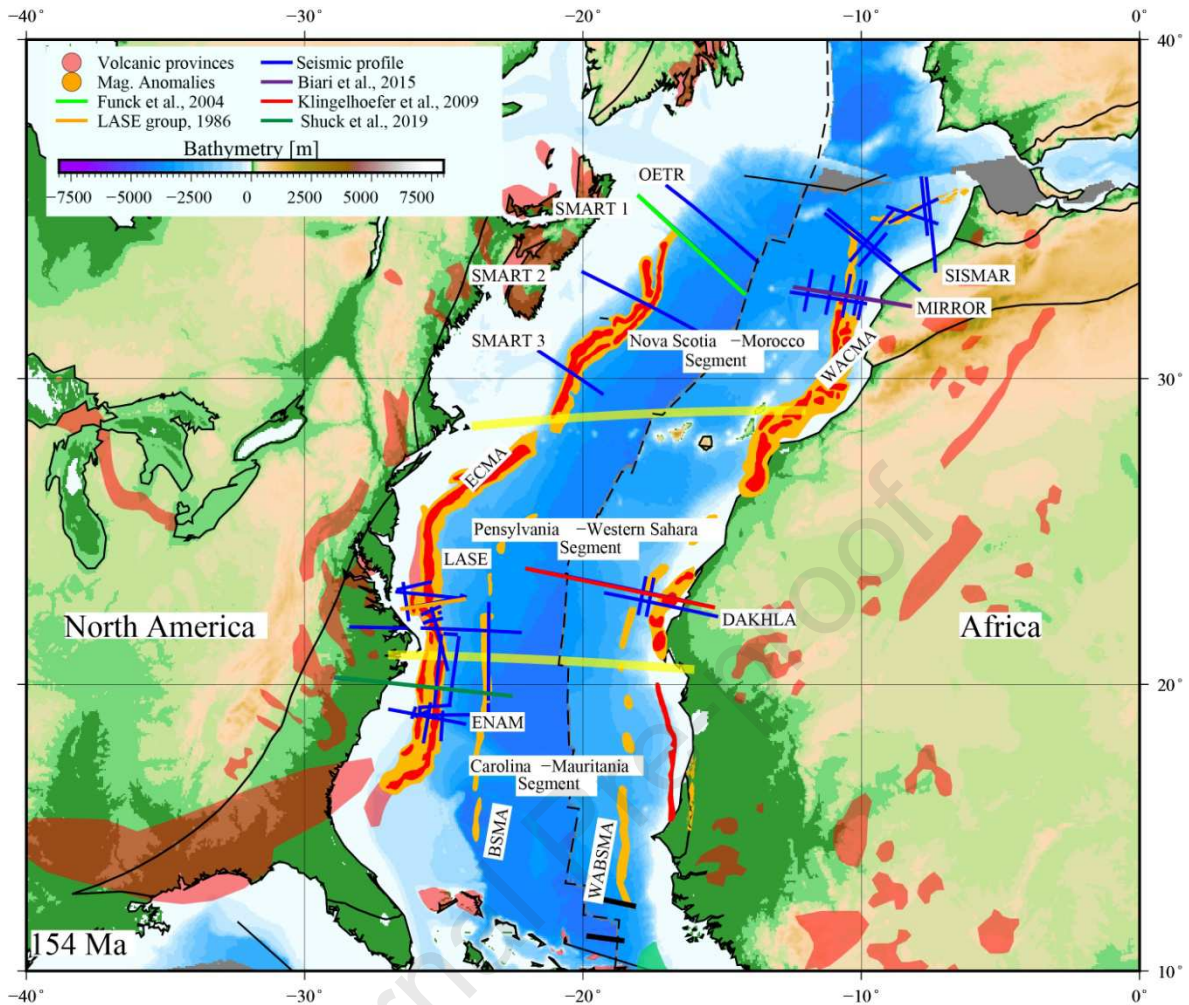 −40° −30° −20° −10° 0°
40°
Volcanic provinces
Mag. Anomalies
Funck et al., 2004
LASE group, 1986
Seismic profile
Biari et al., 2015
Klingelhoefer et al., 2009
Shuck et al., 2019
Bathymetry [m]
−7500 −5000 −2500 0 2500 5000 7500
OETR
SMART 1
SMART 2
SMART 3
SISMAR
MIRROR
Nova Scotia −Morocco
Segment
WACMA
30°
ECMA
Pensylvania −Western Sahara
Segment
LASE
DAKHLA
North America
Africa
20°
ENAM
Carolina −Mauritania
Segment
BSMA
WABSMA
154 Ma
10°
−40° −30° −20° −10° 0°